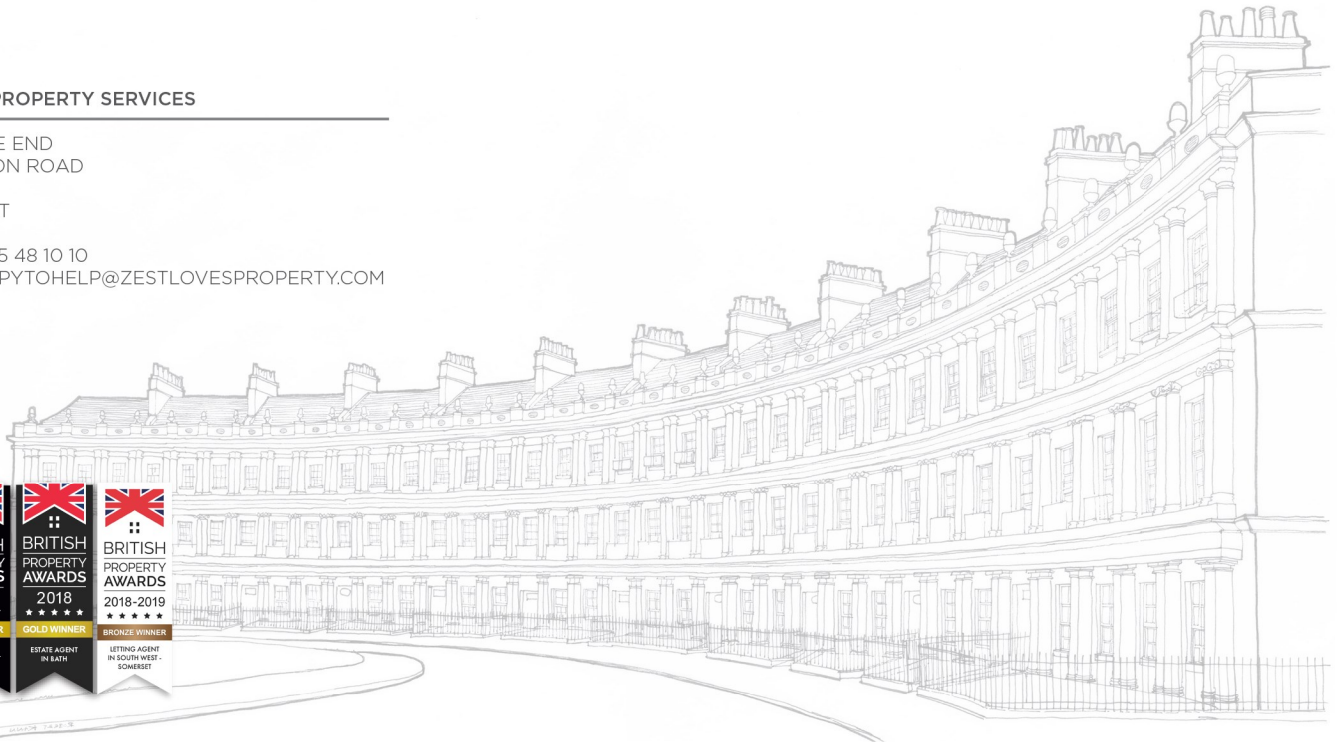 PROPERTY SERVICES
E END
ON ROAD
T
5 48 10 10
PYTOHELP@ZESTLOVESPROPERTY.COM
H
Y
S
R
BRITISH
PROPERTY
AWARDS
2018
★★★★★
GOLD WINNER
ESTATE AGENT
IN BATH
BRITISH
PROPERTY
AWARDS
2018-2019
★★★★★
BRONZE WINNER
LETTING AGENT
IN SOUTH WEST -
SOMERSET